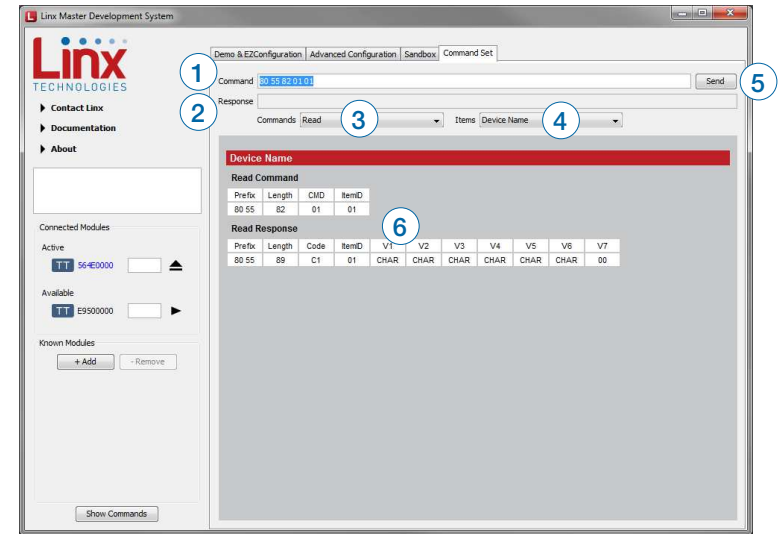 Linx Master Development System
Linx
TECHNOLOGIES
Contact Linx
Documentation
About
Connected Modules
Active
TT 564E0000
Available
TT E9500000
Known Modules
+ Add - Remove
Show Commands
Demo & EZConfiguration Advanced Configuration Sandbox Command Set
1 Command 80 55 82 01 01 Send 5
2 Response
Commands Read 3 Items Device Name 4
Device Name
Read Command
Prefix Length CMD ItemID
80 55 82 01 01
6
Read Response
Prefix Length Code ItemID V1 V2 V3 V4 V5 V6 V7
80 55 89 C1 01 CHAR CHAR CHAR CHAR CHAR CHAR 00